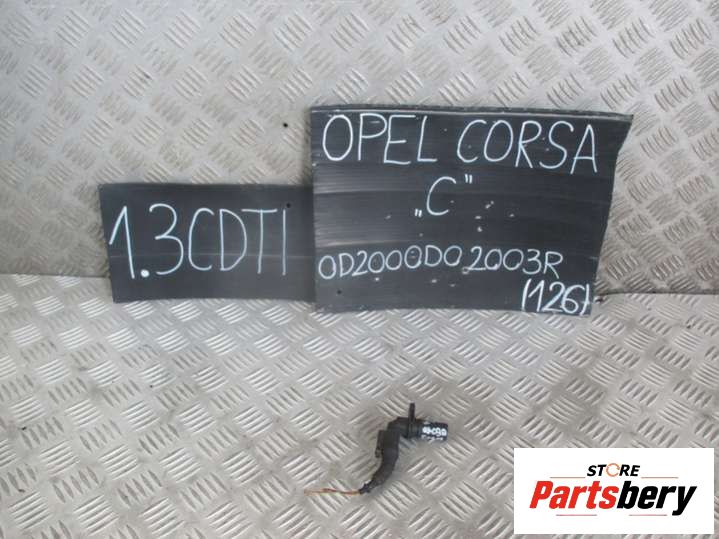 OPEL CORSA
„C"
1.3CDTI
OD2000DO2003R
(126)
STORE
Partsbery